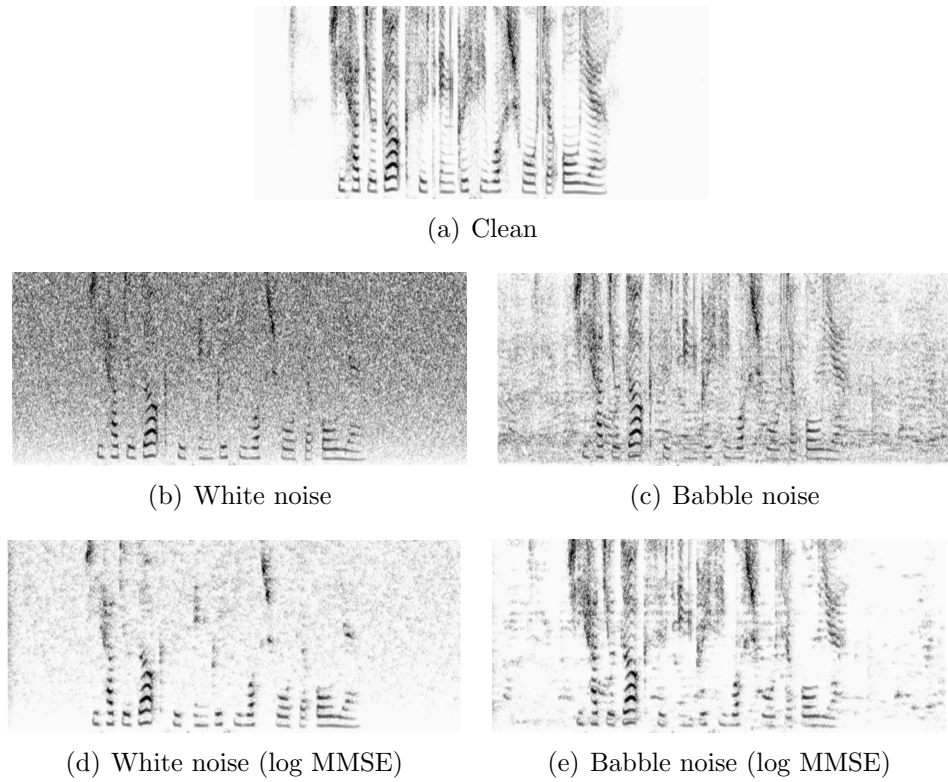 (a) Clean
(b) White noise
(c) Babble noise
(d) White noise (log MMSE)
(e) Babble noise (log MMSE)